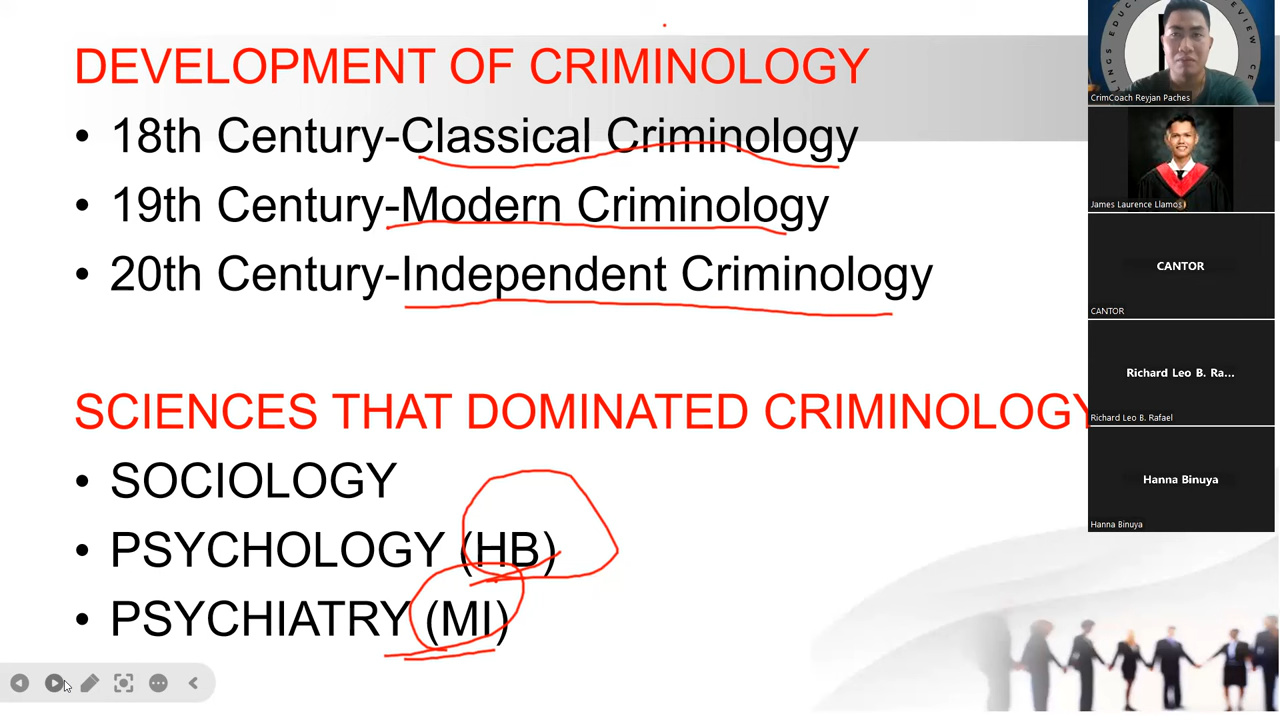 DEVELOPMENT OF CRIMINOLOGY
• 18th Century-Classical Criminology
• 19th Century-Modern Criminology
• 20th Century-Independent Criminology
SCIENCES THAT DOMINATED CRIMINOLOGY
• SOCIOLOGY
• PSYCHOLOGY (HB)
• PSYCHIATRY (MI)
CrimCoach Reyjan Paches
James Laurence Llamos
CANTOR
CANTOR
Richard Leo B. Ra...
Richard Leo B. Rafael
Hanna Binuya
Hanna Binuya